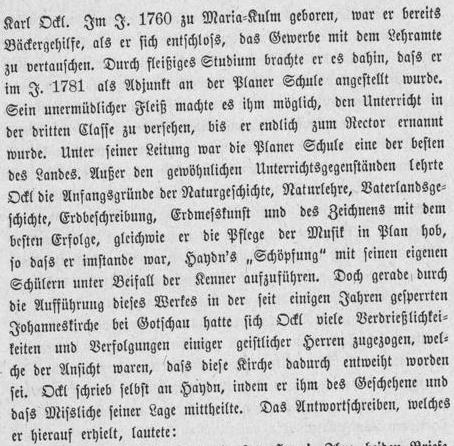 Karl Ockl. Im J. 1760 zu Maria-Kulm geboren, war er bereits
Bäckergehilfe, als er sich entschloss, das Gewerbe mit dem Lehramte
zu vertauschen. Durch fleißiges Studium brachte er es dahin, dass er
im J. 1781 als Adjunkt an der Planer Schule angestellt wurde.
Sein unermüdlicher Fleiß machte es ihm möglich, den Unterricht in
der dritten Classe zu versehen, bis er endlich zum Rector ernannt
wurde. Unter seiner Leitung war die Planer Schule eine der besten
des Landes. Außer den gewöhnlichen Unterrichtsgegenständen lehrte
Ockl die Anfangsgründe der Naturgeschichte, Naturlehre, Vaterlandsge-
schichte, Erdbeschreibung, Erdmesskunst und des Zeichnens mit dem
besten Erfolge, gleichwie er die Pflege der Musik in Plan hob,
so dass er imstande war, Haydn's „Schöpfung" mit seinen eigenen
Schülern unter Beifall der Kenner aufzuführen. Doch gerade durch
die Aufführung dieses Werkes in der seit einigen Jahren gesperrten
Johanneskirche bei Gotschau hatte sich Ockl viele Verdrießlichkei-
keiten und Verfolgungen einiger geistlicher Herren zugezogen, wel-
che der Ansicht waren, dass diese Kirche dadurch entweiht worden
sei. Ockl schrieb selbst an Haydn, indem er ihm das Geschehene und
das Missliche seiner Lage mittheilte. Das Antwortschreiben, welches
er hierauf erhielt, lautete: